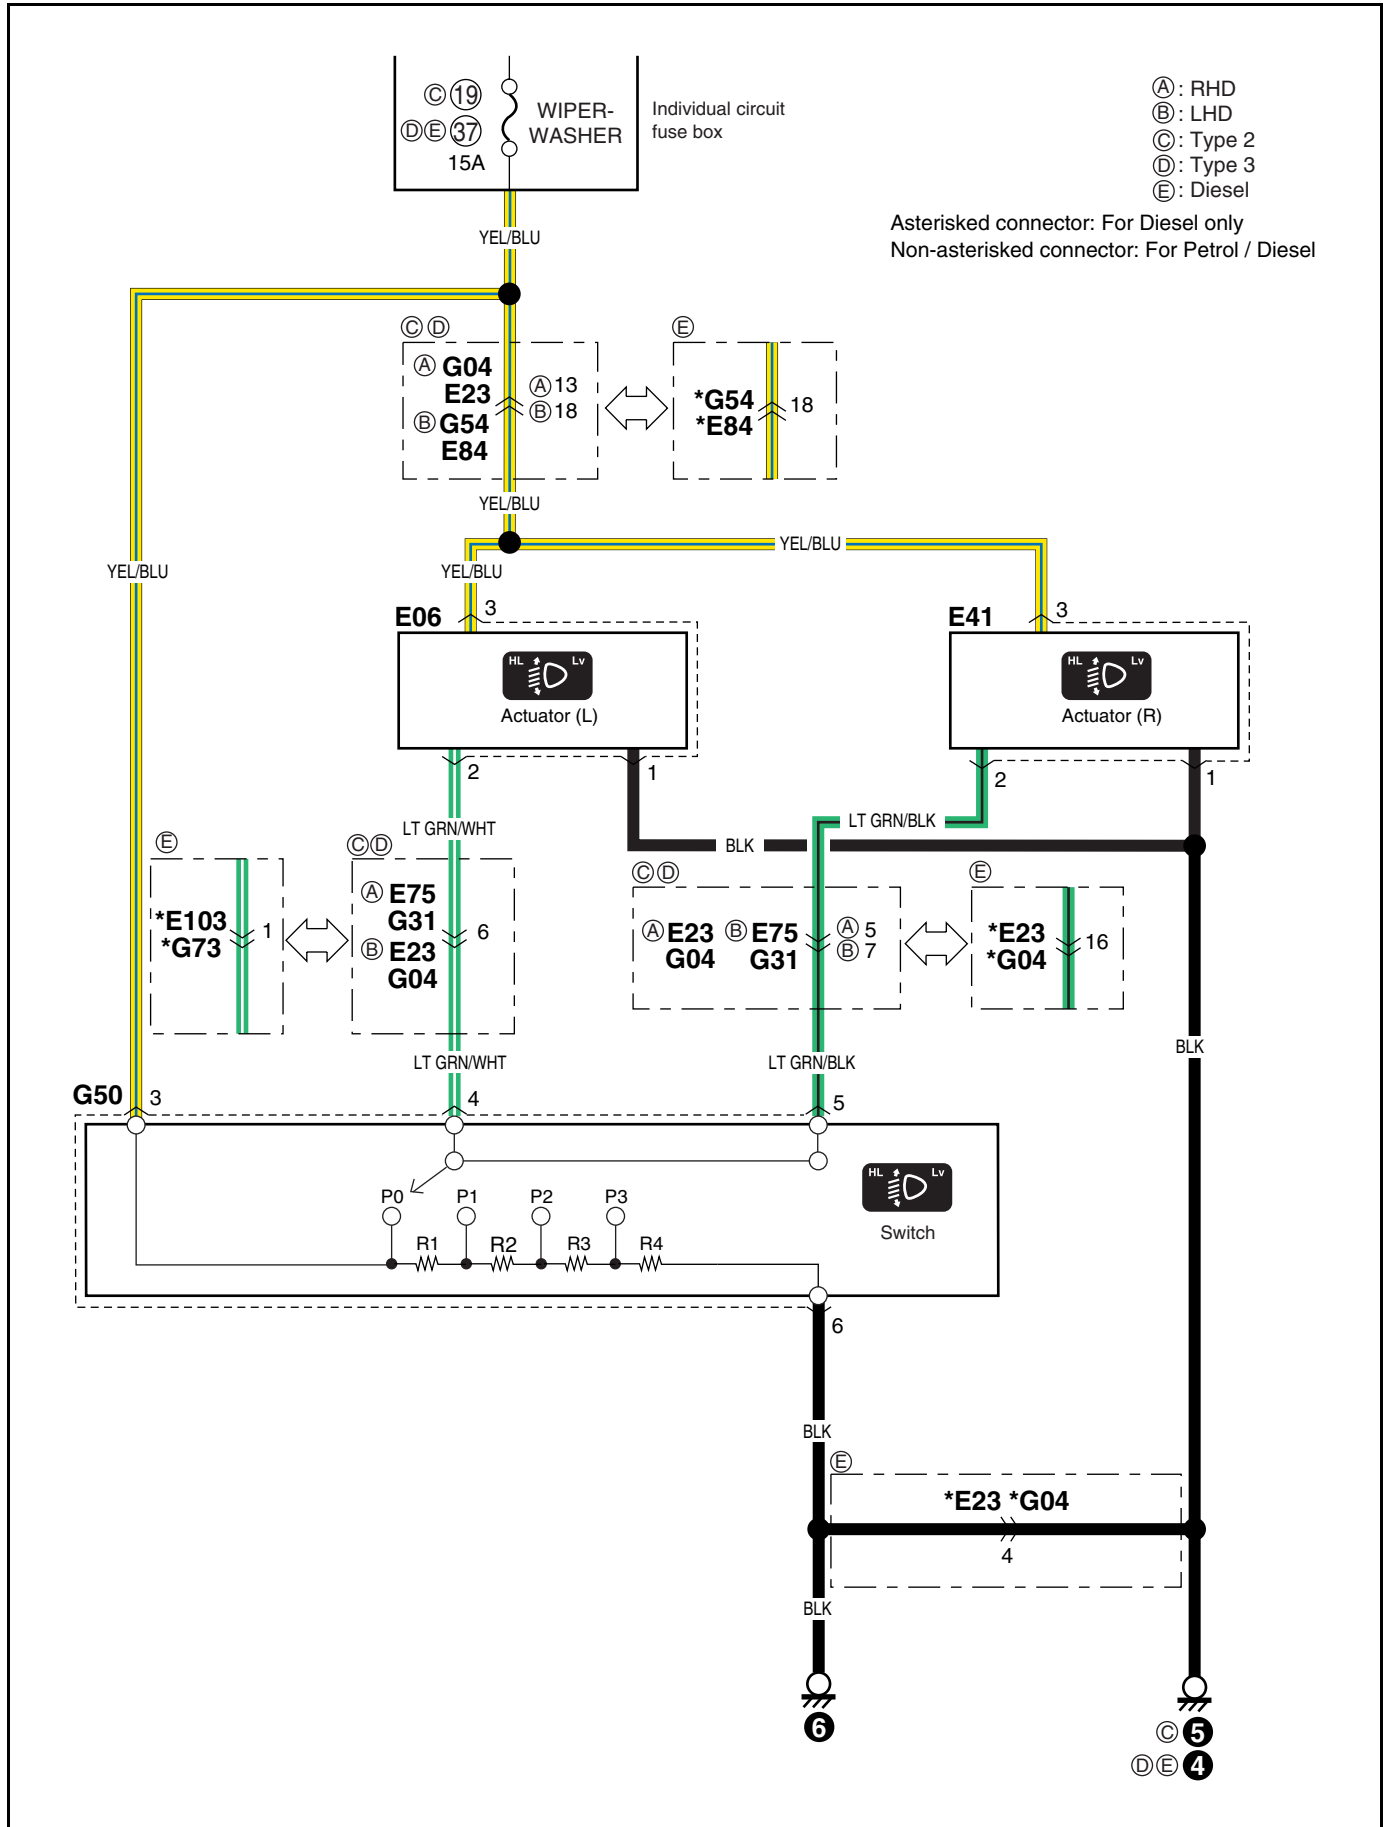 Ⓒ⑲
ⒹⒺ㊲
15A
WIPER-
WASHER
Individual circuit
fuse box
Ⓐ: RHD
Ⓑ: LHD
Ⓒ: Type 2
Ⓓ: Type 3
Ⓔ: Diesel
Asterisked connector: For Diesel only
Non-asterisked connector: For Petrol / Diesel
YEL/BLU
ⒸⒹ
Ⓐ G04
E23
Ⓑ G54
E84
Ⓐ 13
Ⓑ 18
Ⓔ
*G54
*E84
18
YEL/BLU
YEL/BLU
YEL/BLU
YEL/BLU
E06
3
HL Lv
Actuator (L)
2
1
E41
3
HL Lv
Actuator (R)
2
1
LT GRN/WHT
LT GRN/BLK
BLK
Ⓔ
*E103
*G73
1
ⒸⒹ
Ⓐ E75
G31
Ⓑ E23
G04
6
ⒸⒹ
Ⓐ E23
G04
Ⓑ E75
G31
Ⓐ 5
Ⓑ 7
Ⓔ
*E23
*G04
16
BLK
LT GRN/WHT
LT GRN/BLK
G50
3
4
5
P0
P1
P2
P3
R1
R2
R3
R4
HL Lv
Switch
6
BLK
Ⓔ
*E23 *G04
4
BLK
❻
Ⓒ ❺
ⒹⒺ ❹